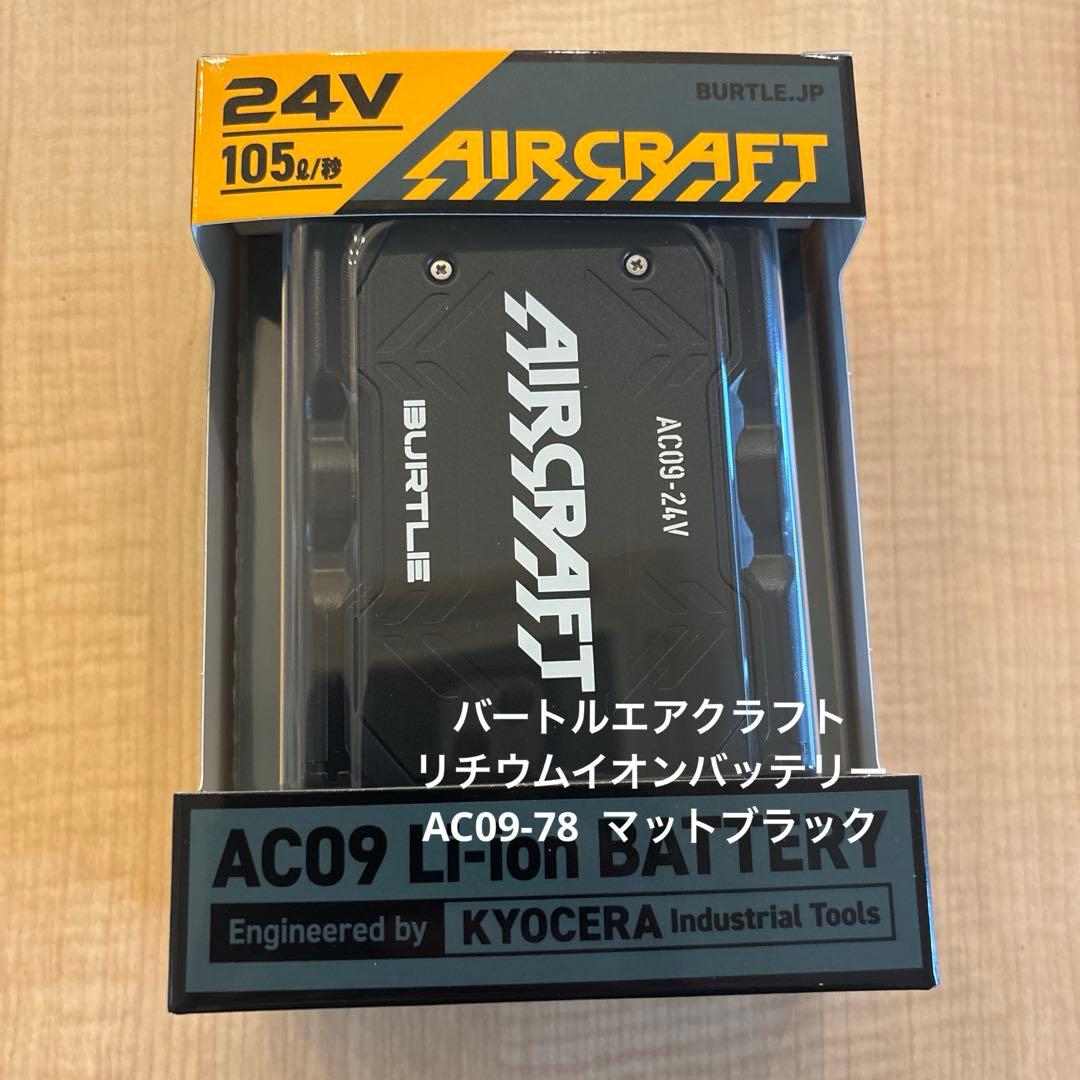 24V
105ℓ/秒
BURTLE.JP
AIRCRAFT
AC09-24V
AIRCRAFT
BURTLE
バートルエアクラフト
リチウムイオンバッテリー
AC09-78 マットブラック
AC09 Li-ion BATTERY
Engineered by KYOCERA Industrial Tools